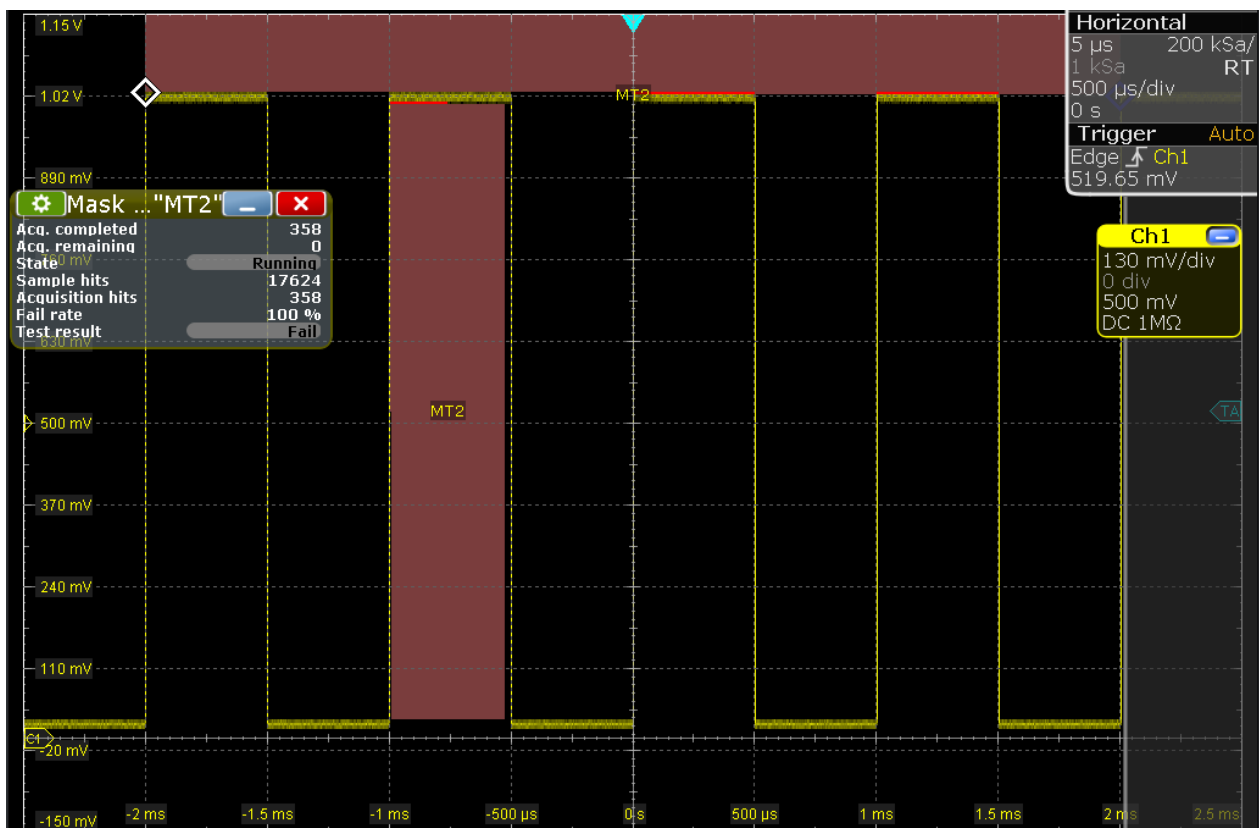 1.15 V
1.02 V
890 mV
760 mV
630 mV
500 mV
370 mV
240 mV
110 mV
-20 mV
-150 mV
C1
Mask ..."MT2"
Acq. completed 358
Acq. remaining 0
State Running
Sample hits 17624
Acquisition hits 358
Fail rate 100 %
Test result Fail
MT2
MT2
Horizontal
5 µs 200 kSa/
1 kSa RT
500 µs/div
0 s
Trigger Auto
Edge Ch1
519.65 mV
Ch1
130 mV/div
0 div
500 mV
DC 1MΩ
TA
-2 ms -1.5 ms -1 ms -500 µs 0 s 500 µs 1 ms 1.5 ms 2 ms 2.5 ms